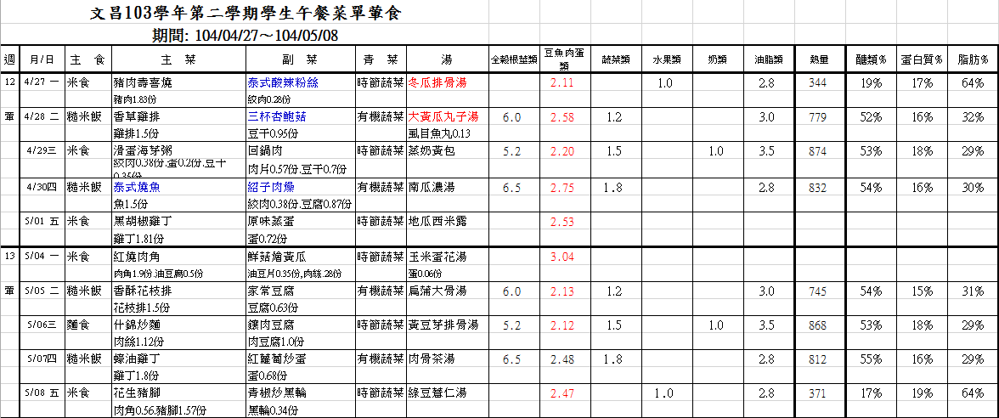 文昌103學年第二學期學生午餐菜單葷食
期間: 104/04/27～104/05/08
週 月/日 主 食 主 菜 副 菜 青 菜 湯 全穀根莖類 豆魚肉蛋類 蔬菜類 水果類 奶類 油脂類 熱量 醣類% 蛋白質% 脂肪%
12 4/27 一 米食 豬肉壽喜燒 泰式酸辣粉絲 時節蔬菜 冬瓜排骨湯 2.11 1.0 2.8 344 19% 17% 64%
豬肉1.83份 絞肉0.28份
葷 4/28 二 糙米飯 香草雞排 三杯杏鮑菇 有機蔬菜 大黃瓜丸子湯 6.0 2.58 1.2 3.0 779 52% 16% 32%
雞排1.5份 豆干0.95份 虱目魚丸0.13
4/29三 米食 滑蛋海芽粥 回鍋肉 時節蔬菜 蒸奶黃包 5.2 2.20 1.5 1.0 3.5 874 53% 18% 29%
絞肉0.38份.蛋0.2份.豆干0.35份 肉片0.57份.豆干0.7份
4/30四 糙米飯 泰式燒魚 紹子肉燥 有機蔬菜 南瓜濃湯 6.5 2.75 1.8 2.8 832 54% 16% 30%
魚1.5份 絞肉0.38份.豆腐0.87份
5/01 五 米食 黑胡椒雞丁 原味蒸蛋 時節蔬菜 地瓜西米露 2.53
雞丁1.81份 蛋0.72份
13 5/04 一 米食 紅燒肉角 鮮菇燴黃瓜 時節蔬菜 玉米蛋花湯 3.04
肉角1.9份.油豆腐0.5份 油豆片0.35份,肉絲.28份 蛋0.06份
葷 5/05 二 糙米飯 香酥花枝排 家常豆腐 有機蔬菜 扁蒲大骨湯 6.0 2.13 1.2 3.0 745 54% 15% 31%
花枝排1.5份 豆腐0.63份
5/06三 麵食 什錦炒麵 鑲肉豆腐 時節蔬菜 黃豆芽排骨湯 5.2 2.12 1.5 1.0 3.5 868 53% 18% 29%
肉絲1.12份 肉豆腐1.0份
5/07四 糙米飯 蠔油雞丁 紅蘿蔔炒蛋 有機蔬菜 肉骨茶湯 6.5 2.48 1.8 2.8 812 55% 16% 29%
雞丁1.8份 蛋0.68份
5/08 五 米食 花生豬腳 青椒炒黑輪 時節蔬菜 綠豆薏仁湯 2.47 1.0 2.8 371 17% 19% 64%
肉角0.56.豬腳1.57份 黑輪0.34份